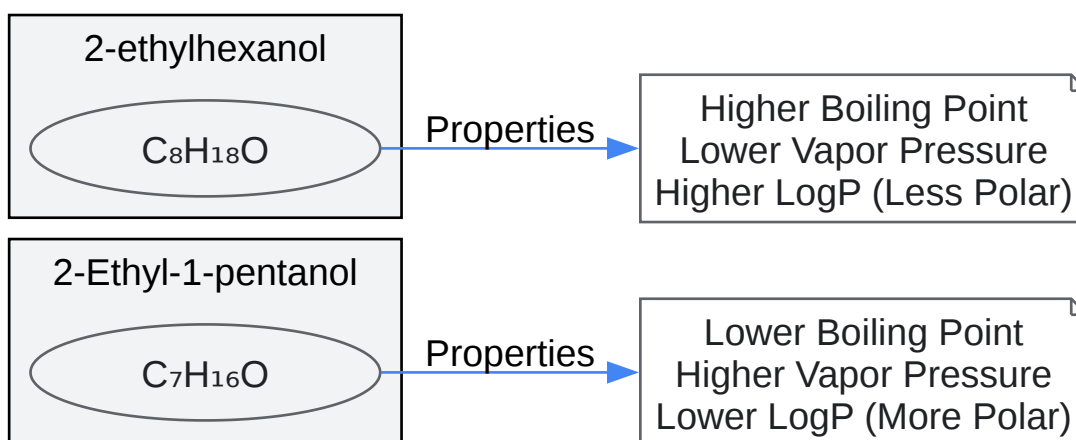 2-ethylhexanol
C₈H₁₈O
Properties
Higher Boiling Point
Lower Vapor Pressure
Higher LogP (Less Polar)
2-Ethyl-1-pentanol
C₇H₁₆O
Properties
Lower Boiling Point
Higher Vapor Pressure
Lower LogP (More Polar)